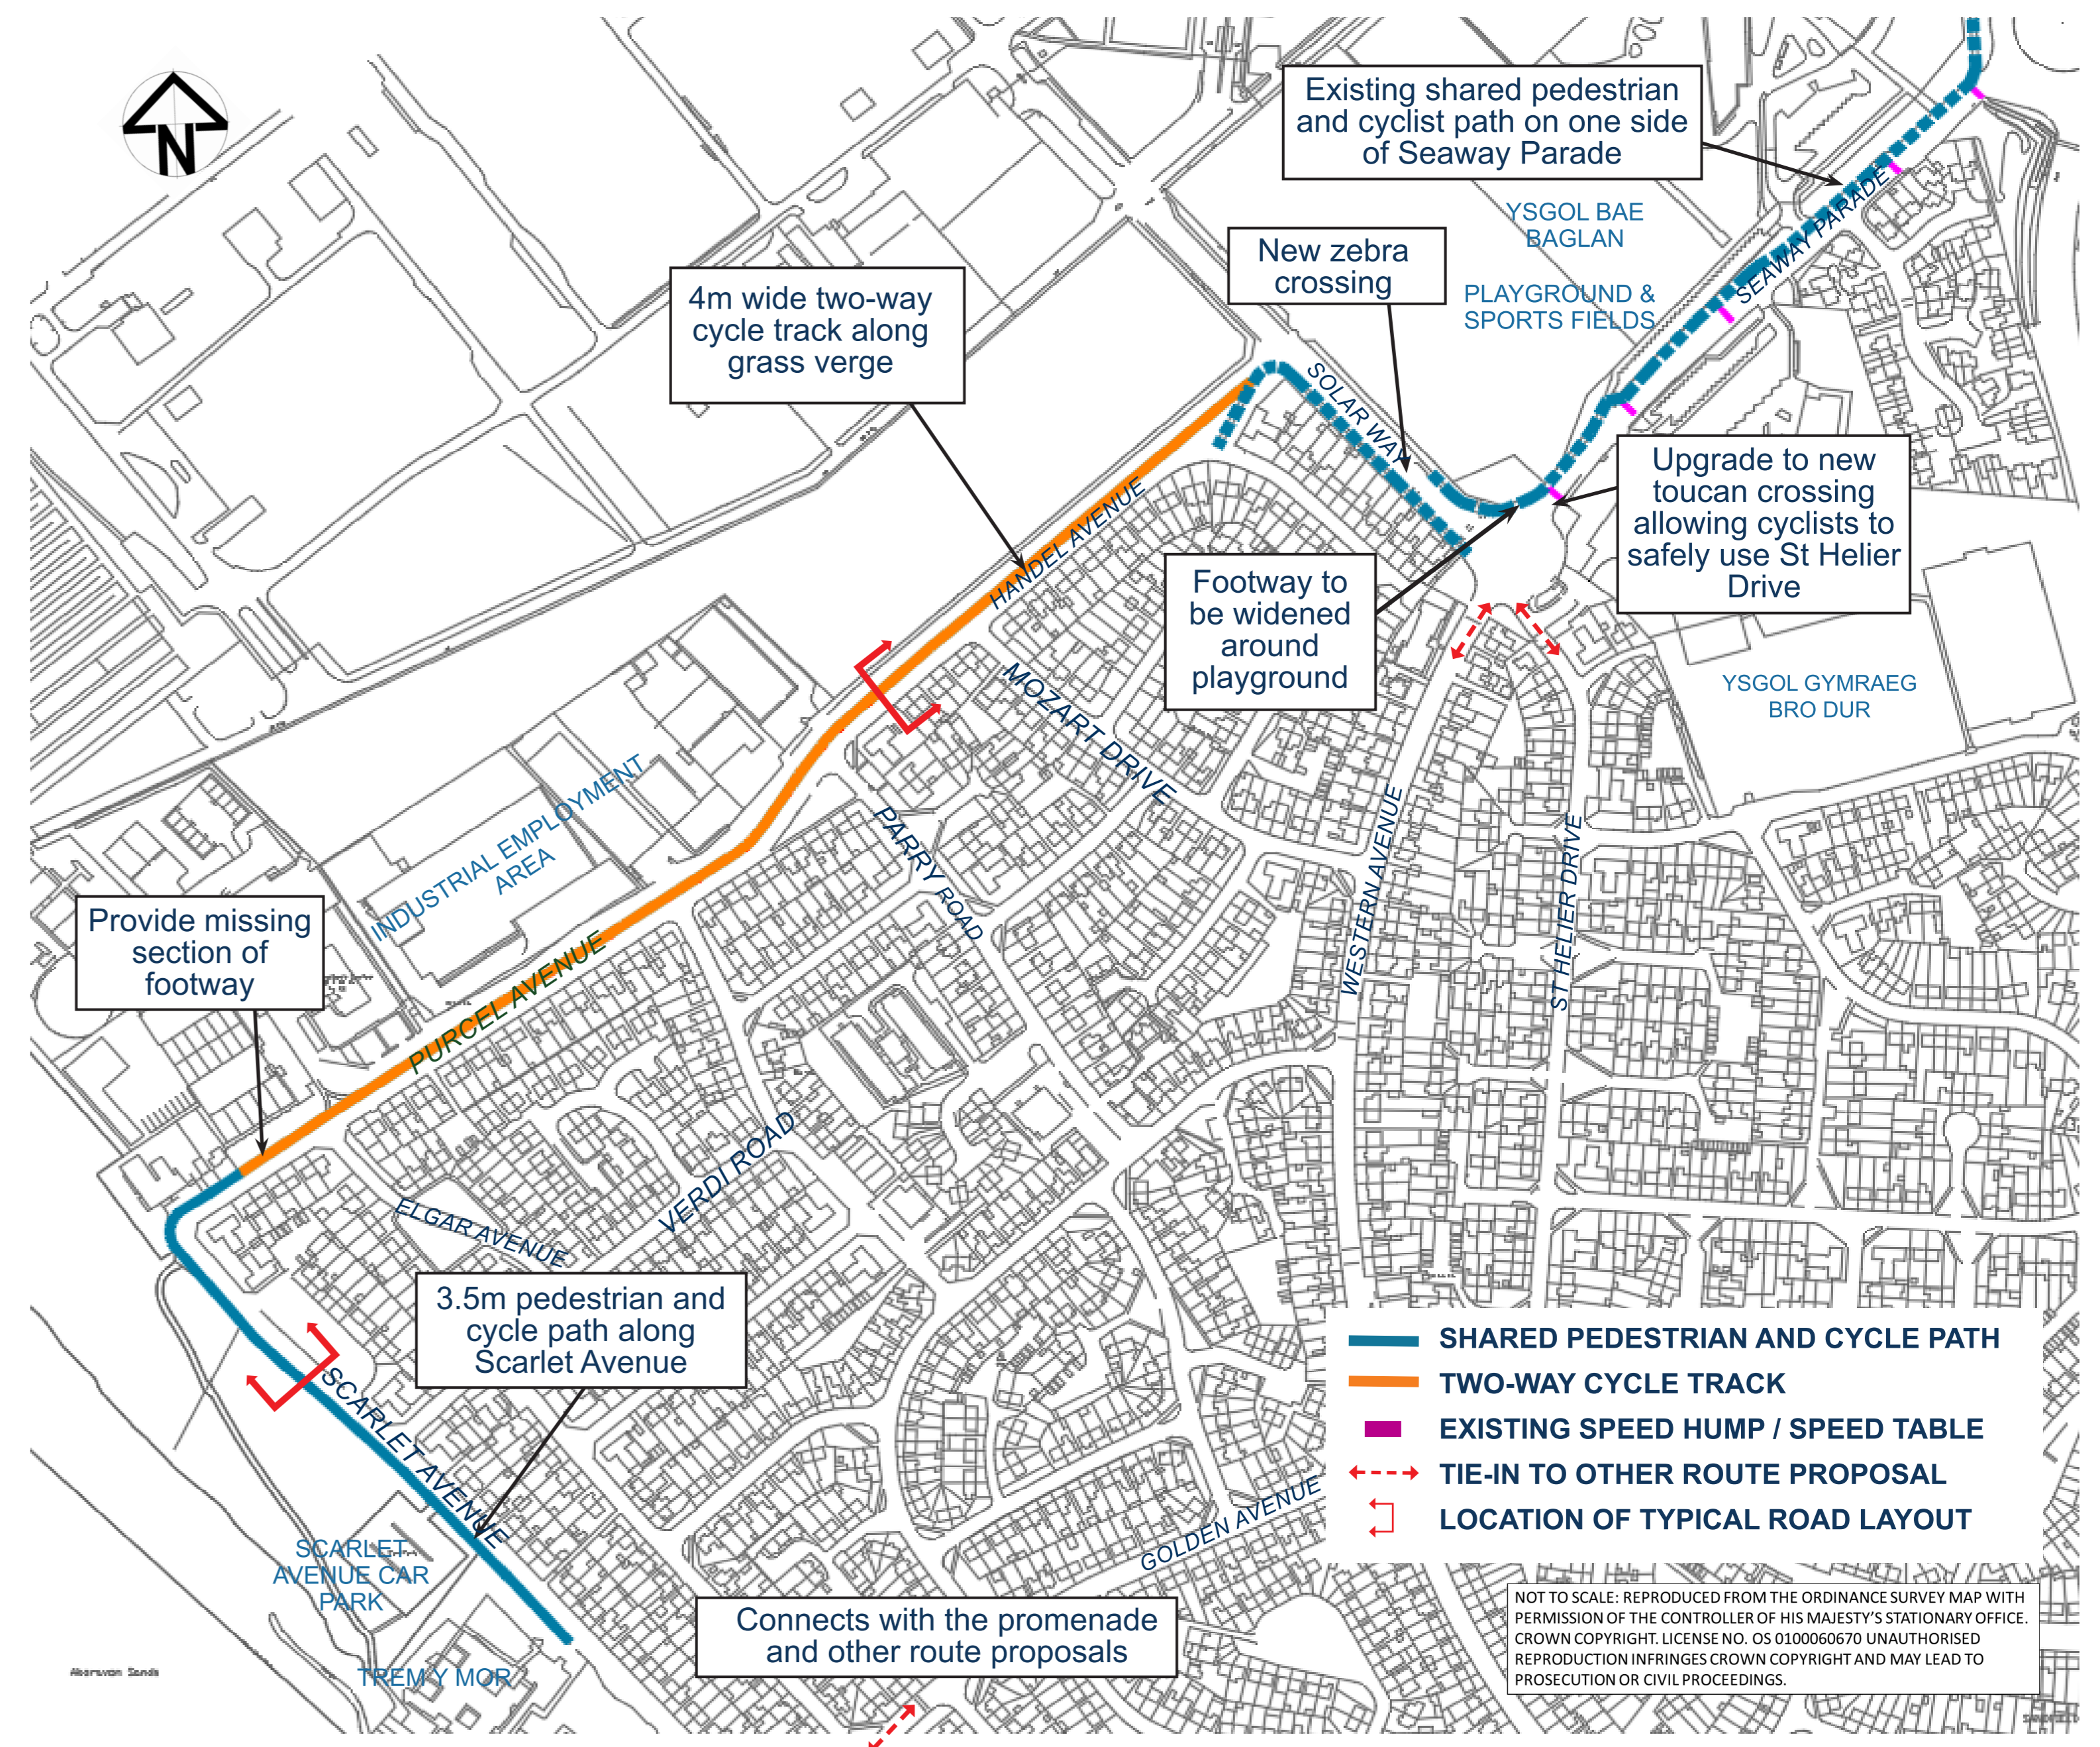 N
Existing shared pedestrian
and cyclist path on one side
of Seaway Parade
YSGOL BAE
BAGLAN
SEAWAY PARADE
New zebra
crossing
PLAYGROUND &
SPORTS FIELDS
4m wide two-way
cycle track along
grass verge
SOLAR WAY
Upgrade to new
toucan crossing
allowing cyclists to
safely use St Helier
Drive
HANDEL AVENUE
Footway to
be widened
around
playground
YSGOL GYMRAEG
BRO DUR
MOZART DRIVE
INDUSTRIAL EMPLOYMENT
AREA
PARRY ROAD
WESTERN AVENUE
ST HELIER DRIVE
Provide missing
section of
footway
PURCEL AVENUE
VERDI ROAD
ELGAR AVENUE
3.5m pedestrian and
cycle path along
Scarlet Avenue
SCARLET AVENUE
SHARED PEDESTRIAN AND CYCLE PATH
TWO-WAY CYCLE TRACK
EXISTING SPEED HUMP / SPEED TABLE
TIE-IN TO OTHER ROUTE PROPOSAL
LOCATION OF TYPICAL ROAD LAYOUT
GOLDEN AVENUE
SCARLET
AVENUE CAR
PARK
Connects with the promenade
and other route proposals
TREM Y MOR
Aberavon Sands
NOT TO SCALE: REPRODUCED FROM THE ORDINANCE SURVEY MAP WITH
PERMISSION OF THE CONTROLLER OF HIS MAJESTY'S STATIONARY OFFICE.
CROWN COPYRIGHT. LICENSE NO. OS 0100060670 UNAUTHORISED
REPRODUCTION INFRINGES CROWN COPYRIGHT AND MAY LEAD TO
PROSECUTION OR CIVIL PROCEEDINGS.